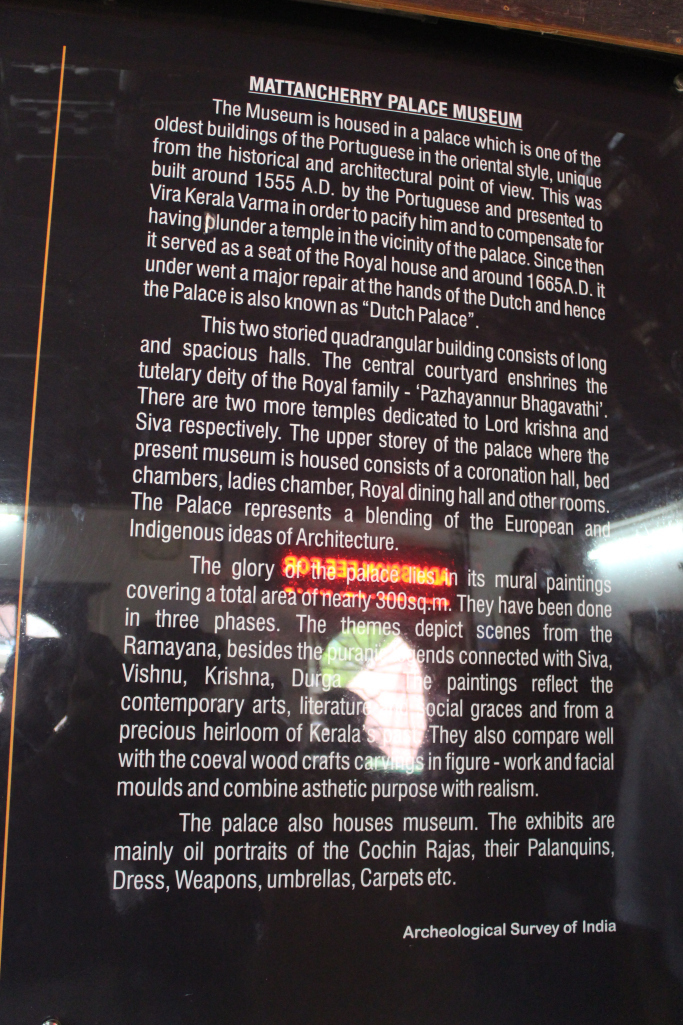 MATTANCHERRY PALACE MUSEUM
The Museum is housed in a palace which is one of the
oldest buildings of the Portuguese in the oriental style, unique
from the historical and architectural point of view. This was
built around 1555 A.D. by the Portuguese and presented to
Vira Kerala Varma in order to pacify him and to compensate for
having plunder a temple in the vicinity of the palace. Since then
it served as a seat of the Royal house and around 1665A.D. it
under went a major repair at the hands of the Dutch and hence
the Palace is also known as “Dutch Palace”.
This two storied quadrangular building consists of long
and spacious halls. The central courtyard enshrines the
tutelary deity of the Royal family - ‘Pazhayannur Bhagavathi’.
There are two more temples dedicated to Lord krishna and
Siva respectively. The upper storey of the palace where the
present museum is housed consists of a coronation hall, bed
chambers, ladies chamber, Royal dining hall and other rooms.
The Palace represents a blending of the European and
Indigenous ideas of Architecture.
The glory of the palace lies in its mural paintings
covering a total area of nearly 300sq.m. They have been done
in three phases. The themes depict scenes from the
Ramayana, besides the puranic legends connected with Siva,
Vishnu, Krishna, Durga The paintings reflect the
contemporary arts, literature social graces and from a
precious heirloom of Kerala's past. They also compare well
with the coeval wood crafts carvings in figure - work and facial
moulds and combine asthetic purpose with realism.
The palace also houses museum. The exhibits are
mainly oil portraits of the Cochin Rajas, their Palanquins,
Dress, Weapons, umbrellas, Carpets etc.
Archeological Survey of India